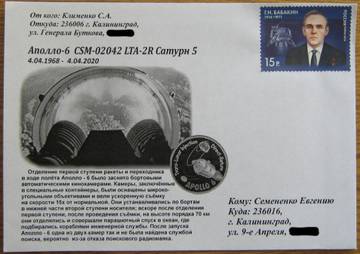 От кого: Клименко С.А.
Откуда: 236006 г. Калининград,
ул. Генерала Буткова,
Аполло-6 CSM-02042 LTA-2R Сатурн 5
4.04.1968 - 4.04.2020
Г.Н. БАБАКИН
1914-1971
РОССИЯ
15 р
APOLLO 6
Отделение первой ступени ракеты и переходника
в ходе полёта Аполло - 6 было заснято бортовыми
автоматическими кинокамерами. Камеры, заключённые
в специальные контейнеры, были оснащены широко-
угольными объективами и вели ускоренную съёмку
на скорости 15х от нормальной. Они устанавливались по бортам
в нижней части второй ступени носителя; вскоре после отделения
первой ступени, после проведения съёмки, на высоте порядка 70 км
они отделились и совершали парашютный спуск в океан, где
подбирались кораблями инженерной службы. После запуска
Аполло - 6 одна из двух камер так и не была найдена службой
поиска, вероятно из-за отказа поискового радиомаяка.
Кому: Семененко Евгению
Куда: 236016,
г. Калининград,
ул. 9-е Апреля,